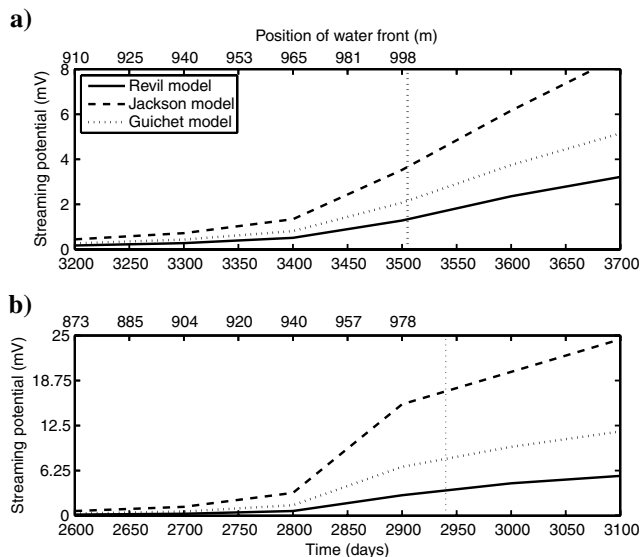 a)
Position of water front (m)
910 925 940 953 965 981 998
8
6
4
2
0
Streaming potential (mV)
Revil model
Jackson model
Guichet model
3200 3250 3300 3350 3400 3450 3500 3550 3600 3650 3700
b)
873 885 904 920 940 957 978
25
18.75
12.5
6.25
0
Streaming potential (mV)
2600 2650 2700 2750 2800 2850 2900 2950 3000 3050 3100
Time (days)